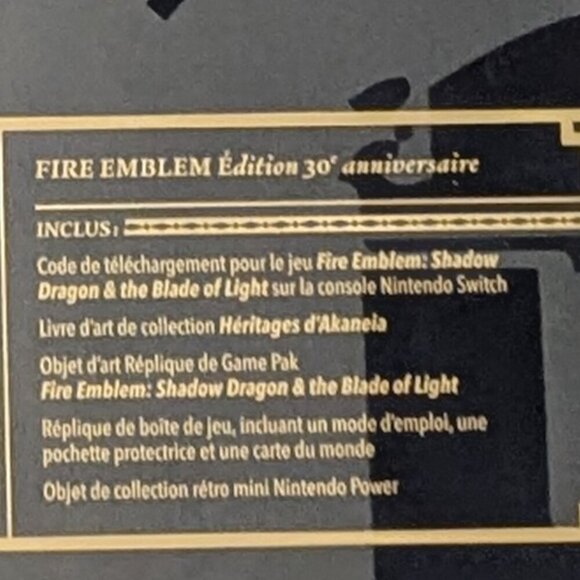 FIRE EMBLEM Édition 30e anniversaire
INCLUS:
Code de téléchargement pour le jeu Fire Emblem: Shadow
Dragon & the Blade of Light sur la console Nintendo Switch
Livre d'art de collection Héritages d'Akaneia
Objet d'art Réplique de Game Pak
Fire Emblem: Shadow Dragon & the Blade of Light
Réplique de boîte de jeu, incluant un mode d'emploi, une
pochette protectrice et une carte du monde
Objet de collection rétro mini Nintendo Power